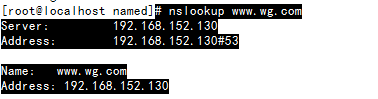 [root@localhost named]# nslookup www.wg.com
Server:         192.168.152.130
Address:        192.168.152.130#53

Name:   www.wg.com
Address: 192.168.152.130